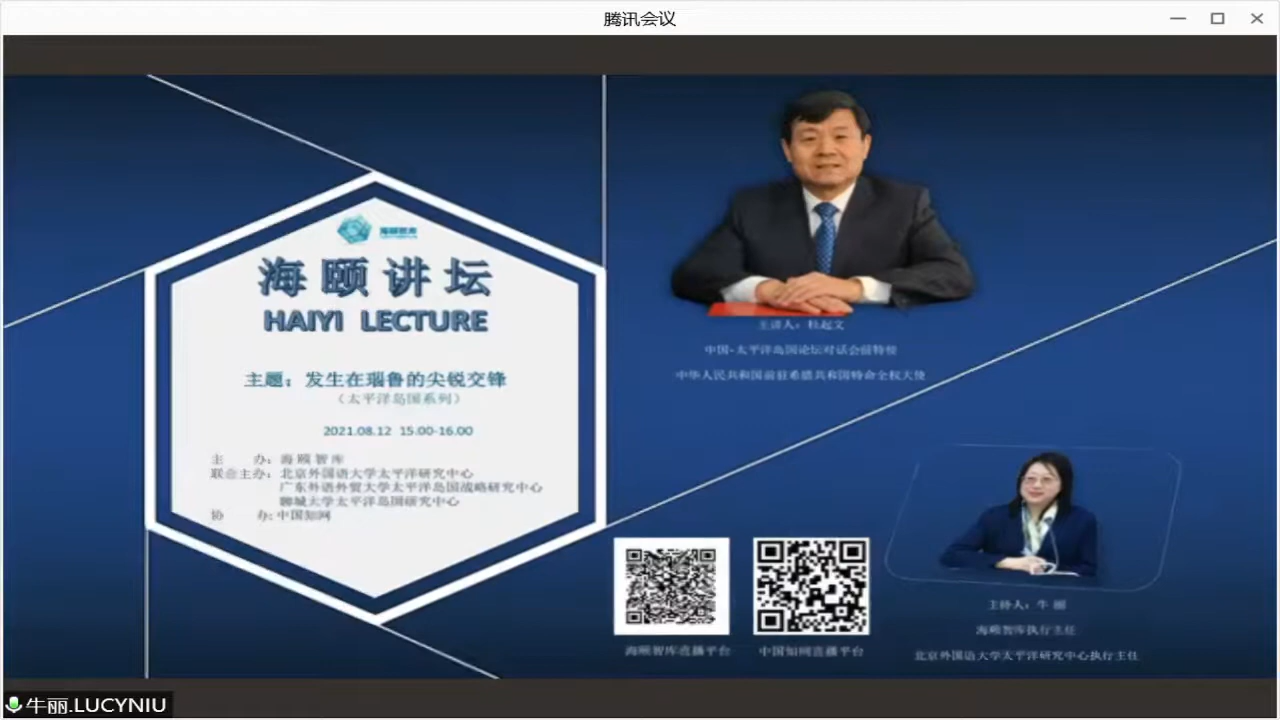 腾讯会议
海颐智库
海颐讲坛
HAIYI LECTURE
主题：发生在瑙鲁的尖锐交锋
（太平洋岛国系列）
2021.08.12 15.00-16.00
主 办：海颐智库
联合主办：北京外国语大学太平洋研究中心
广东外语外贸大学太平洋岛国战略研究中心
聊城大学太平洋岛国研究中心
协 办：中国知网
主讲人：杜起文
中国-太平洋岛国论坛对话会前特使
中华人民共和国前驻希腊共和国特命全权大使
海颐智库直播平台
中国知网直播平台
主持人：牛丽
海颐智库执行主任
北京外国语大学太平洋研究中心执行主任
牛丽.LUCYNIU